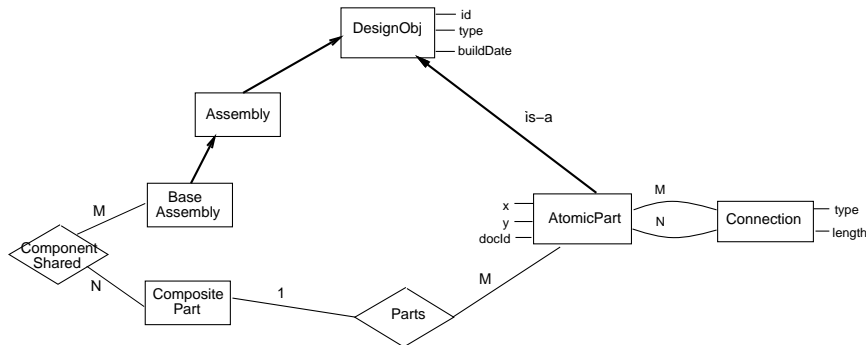 DesignObj
id
type
buildDate
Assembly
is–a
Base
Assembly
M
Component
Shared
N
Composite
Part
1
Parts
M
x
y
docId
AtomicPart
M
N
Connection
type
length